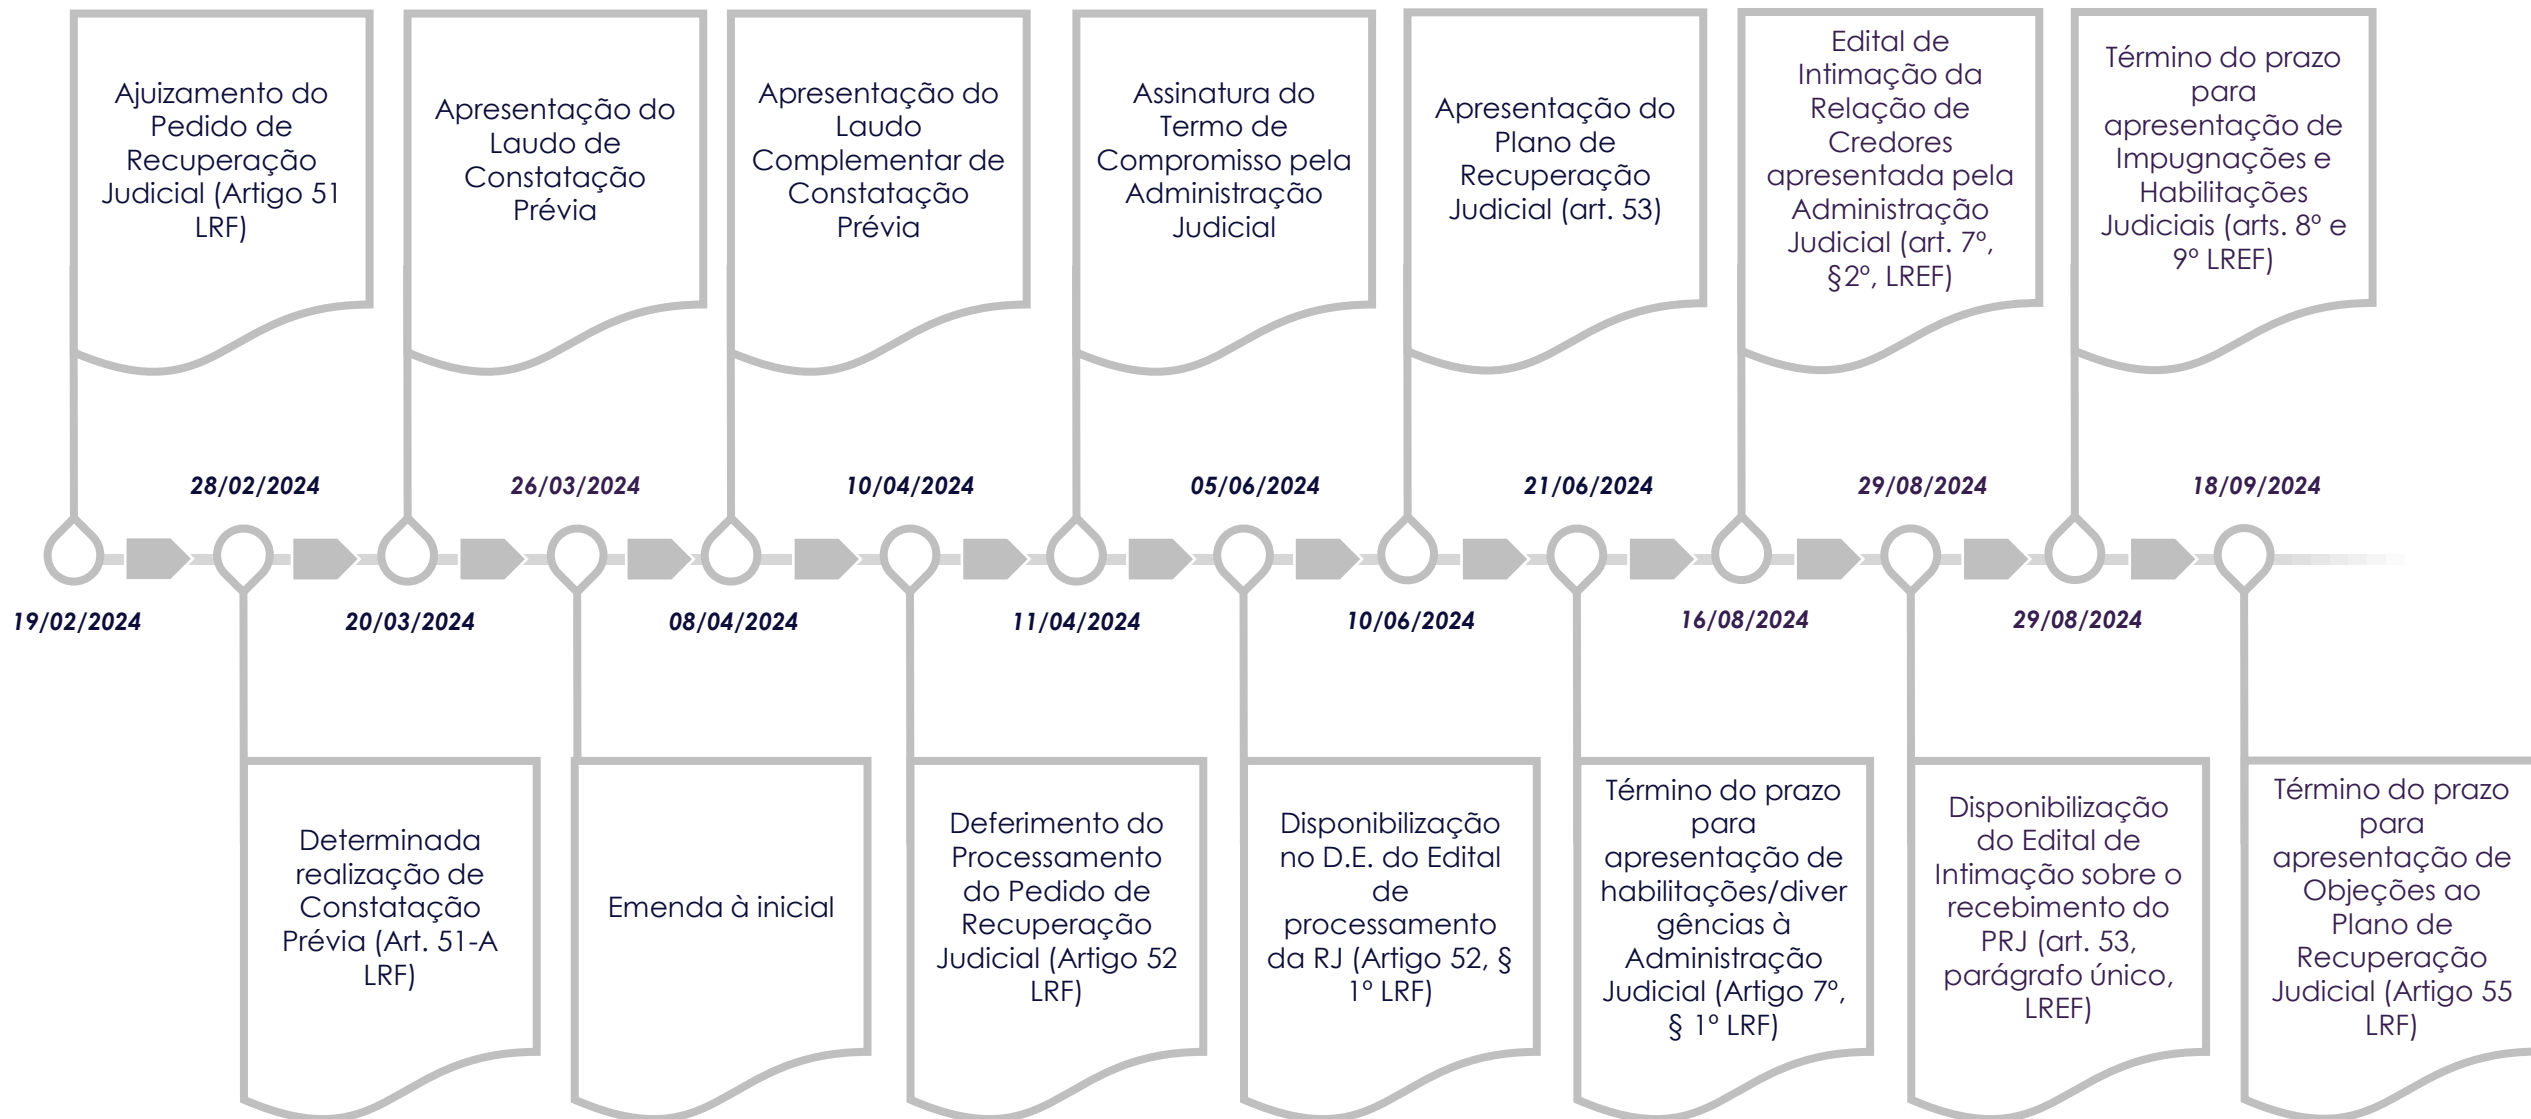 Ajuizamento do
Pedido de
Recuperação
Judicial (Artigo 51
LRF)
Apresentação do
Laudo de
Constatação
Prévia
Apresentação do
Laudo
Complementar de
Constatação
Prévia
Assinatura do
Termo de
Compromisso pela
Administração
Judicial
Apresentação do
Plano de
Recuperação
Judicial (art. 53)
Edital de
Intimação da
Relação de
Credores
apresentada pela
Administração
Judicial (art. 7º,
§2º, LREF)
Término do prazo
para
apresentação de
Impugnações e
Habilitações
Judiciais (arts. 8º e
9º LREF)
28/02/2024
26/03/2024
10/04/2024
05/06/2024
21/06/2024
29/08/2024
18/09/2024
19/02/2024
20/03/2024
08/04/2024
11/04/2024
10/06/2024
16/08/2024
29/08/2024
Determinada
realização de
Constatação
Prévia (Art. 51-A
LRF)
Emenda à inicial
Deferimento do
Processamento
do Pedido de
Recuperação
Judicial (Artigo 52
LRF)
Disponibilização
no D.E. do Edital
de
processamento
da RJ (Artigo 52, §
1º LRF)
Término do prazo
para
apresentação de
habilitações/diver
gências à
Administração
Judicial (Artigo 7º,
§ 1º LRF)
Disponibilização
do Edital de
Intimação sobre o
recebimento do
PRJ (art. 53,
parágrafo único,
LREF)
Término do prazo
para
apresentação de
Objeções ao
Plano de
Recuperação
Judicial (Artigo 55
LRF)